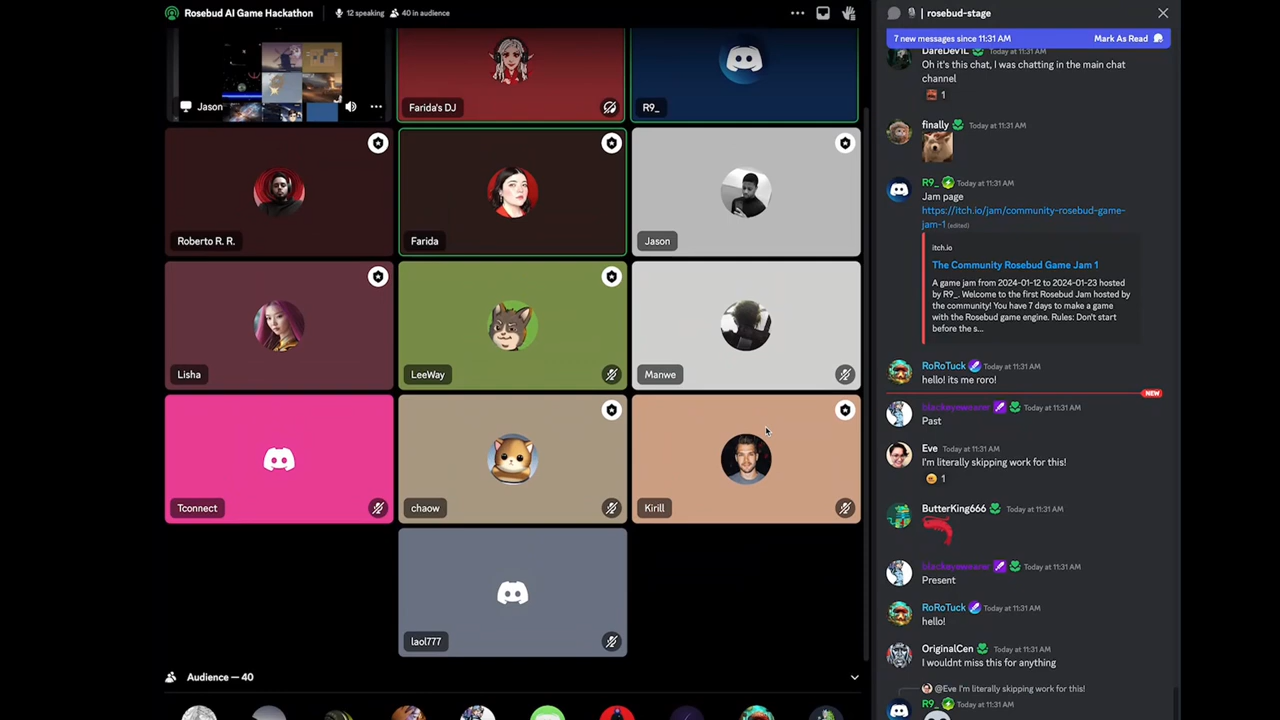 Rosebud AI Game Hackathon
12 speaking
40 in audience
Jason
Farida's DJ
R9_
Roberto R. R.
Farida
Jason
Lisha
LeeWay
Manwe
Tconnect
chaow
Kirill
laol777
Audience — 40
rosebud-stage
7 new messages since 11:31 AM
Mark As Read
DareDev1L
Today at 11:31 AM
Oh it's this chat, I was chatting in the main chat
channel
1
finally
Today at 11:31 AM
R9_
Today at 11:31 AM
Jam page
https://itch.io/jam/community-rosebud-game-
jam-1 (edited)
itch.io
The Community Rosebud Game Jam 1
A game jam from 2024-01-12 to 2024-01-23 hosted
by R9_. Welcome to the first Rosebud Jam hosted by
the community! You have 7 days to make a game
with the Rosebud game engine. Rules: Don't start
before the s...
RoRoTuck
Today at 11:31 AM
hello! its me roro!
NEW
blackeyewearer
Today at 11:31 AM
Past
Eve
Today at 11:31 AM
I'm literally skipping work for this!
1
ButterKing666
Today at 11:31 AM
blackeyewearer
Today at 11:31 AM
Present
RoRoTuck
Today at 11:31 AM
hello!
OriginalCen
Today at 11:31 AM
I wouldnt miss this for anything
@Eve I'm literally skipping work for this!
R9_
Today at 11:31 AM